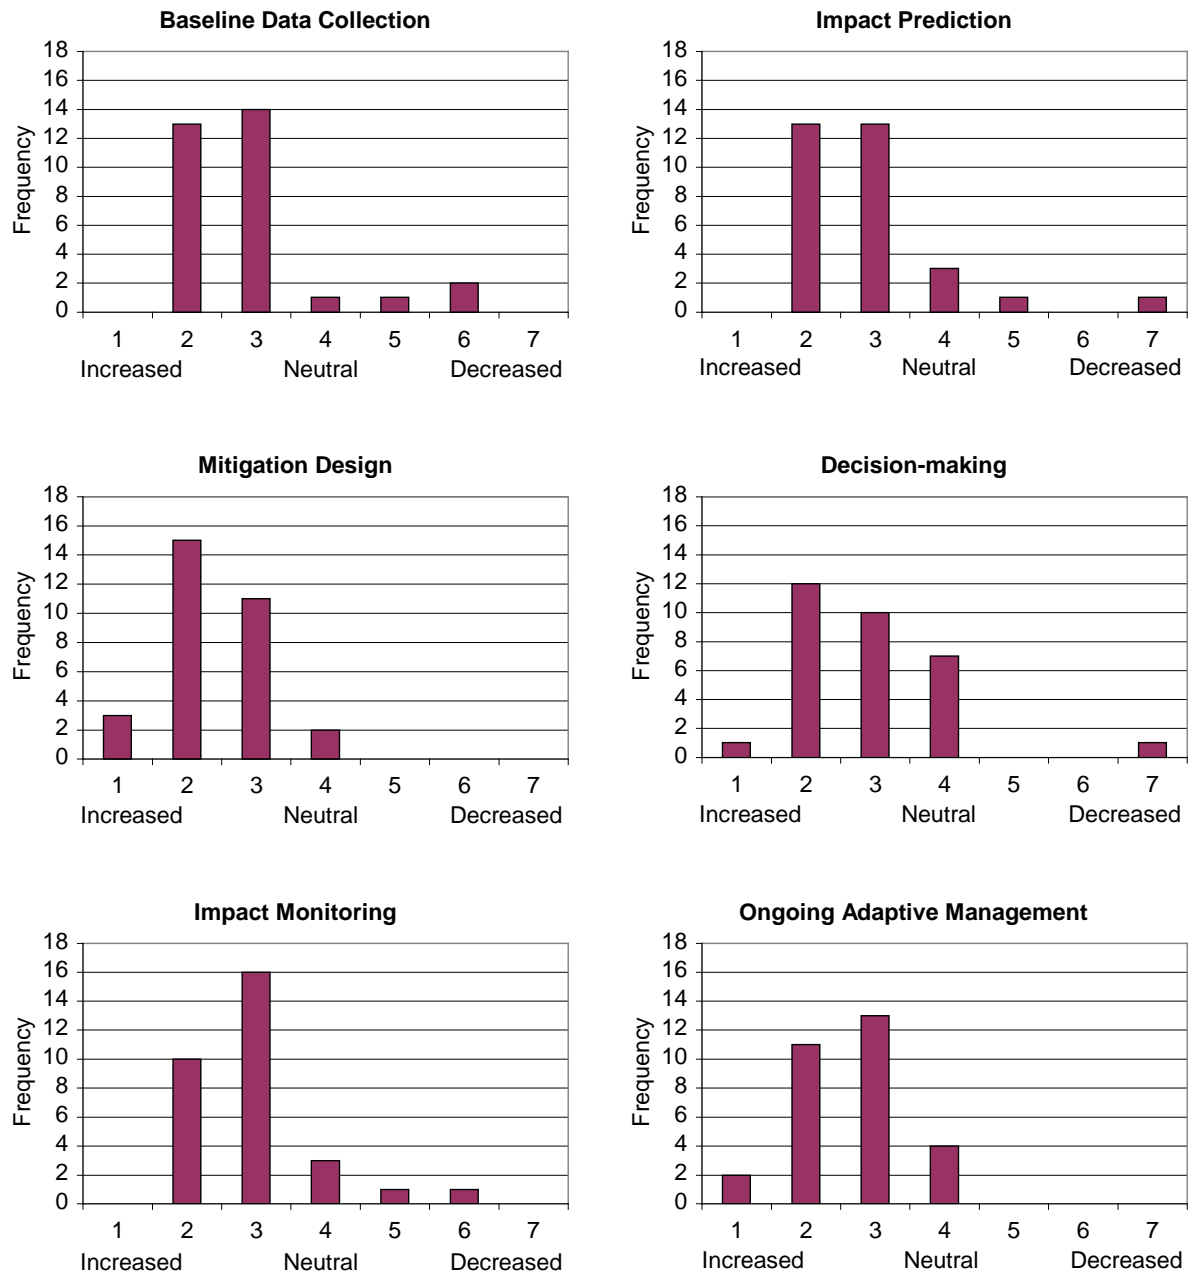 Baseline Data Collection
Frequency
18
16
14
12
10
8
6
4
2
0
1 2 3 4 5 6 7
Increased Neutral Decreased
Impact Prediction
Frequency
18
16
14
12
10
8
6
4
2
0
1 2 3 4 5 6 7
Increased Neutral Decreased
Mitigation Design
Frequency
18
16
14
12
10
8
6
4
2
0
1 2 3 4 5 6 7
Increased Neutral Decreased
Decision-making
Frequency
18
16
14
12
10
8
6
4
2
0
1 2 3 4 5 6 7
Increased Neutral Decreased
Impact Monitoring
Frequency
18
16
14
12
10
8
6
4
2
0
1 2 3 4 5 6 7
Increased Neutral Decreased
Ongoing Adaptive Management
Frequency
18
16
14
12
10
8
6
4
2
0
1 2 3 4 5 6 7
Increased Neutral Decreased